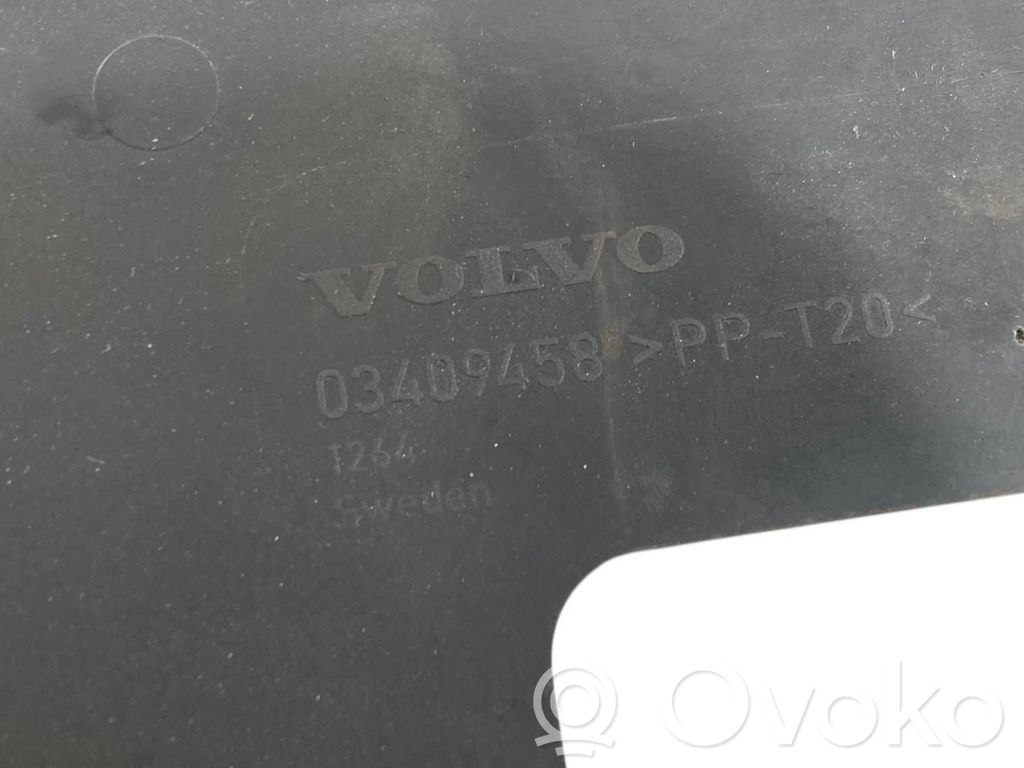 VOLVO
03409458 >PP-T20<
1264
Sweden
Ovoko